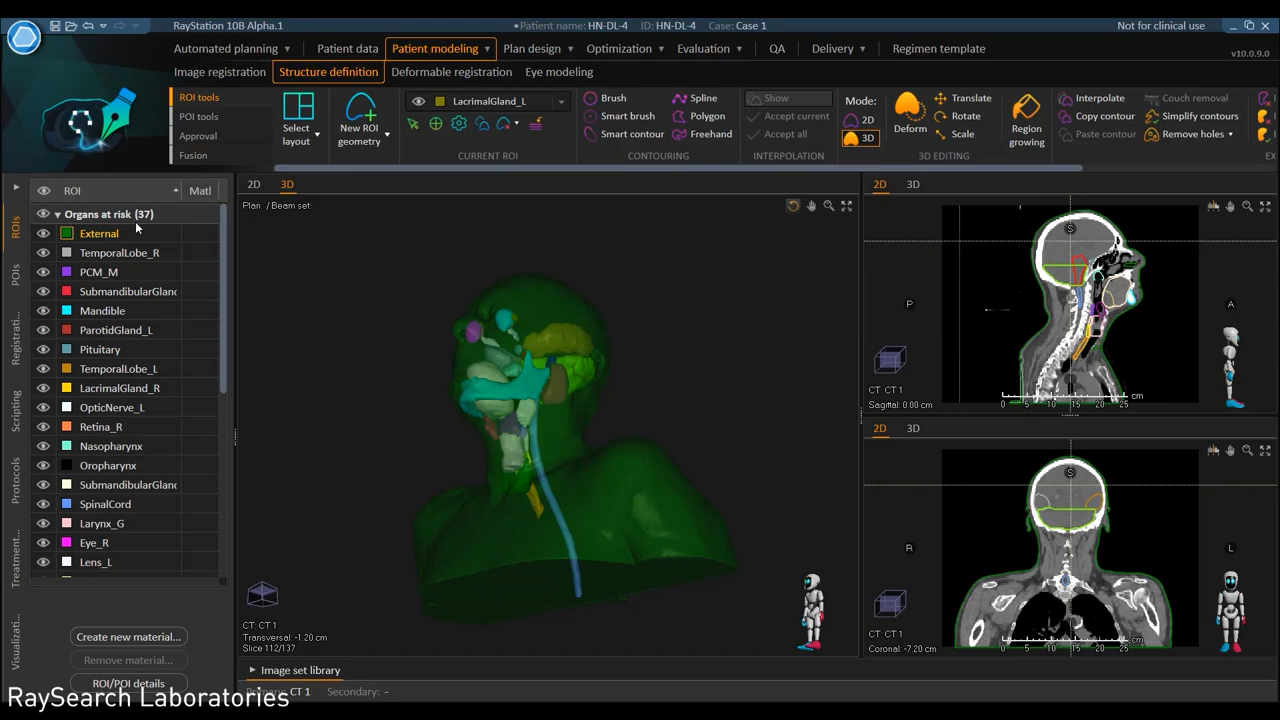 RayStation 10B Alpha.1
*Patient name: HN-DL-4 ID: HN-DL-4 Case: Case 1
Not for clinical use
Automated planning
Patient data
Patient modeling
Plan design
Optimization
Evaluation
QA
Delivery
Regimen template
v10.0.9.0
Image registration
Structure definition
Deformable registration
Eye modeling
ROI tools
POI tools
Approval
Fusion
Select layout
New ROI geometry
LacrimalGland_L
CURRENT ROI
Brush
Smart brush
Smart contour
Spline
Polygon
Freehand
CONTOURING
Show
Accept current
Accept all
INTERPOLATION
Mode:
2D
3D
Deform
Translate
Rotate
Scale
3D EDITING
Region growing
Interpolate
Copy contour
Paste contour
Couch removal
Simplify contours
Remove holes
EX
ROIs
POIs
Registrati...
Scripting
Protocols
Treatment...
Visualizati...
ROI
Matl
Organs at risk (37)
External
TemporalLobe_R
PCM_M
SubmandibularGland
Mandible
ParotidGland_L
Pituitary
TemporalLobe_L
LacrimalGland_R
OpticNerve_L
Retina_R
Nasopharynx
Oropharynx
SubmandibularGland
SpinalCord
Larynx_G
Eye_R
Lens_L
Create new material...
Remove material...
ROI/POI details
2D 3D
Plan: / Beam set:
CT: CT 1
Transversal: -1.20 cm
Slice 112/137
2D 3D
S
P
A
CT: CT 1
Sagittal: 0.00 cm
0 5 10 15 20 25 cm
2D 3D
S
R
L
CT: CT 1
Coronal: -7.20 cm
0 5 10 15 20 25 cm
Image set library
Primary: CT 1 Secondary: -
RaySearch Laboratories